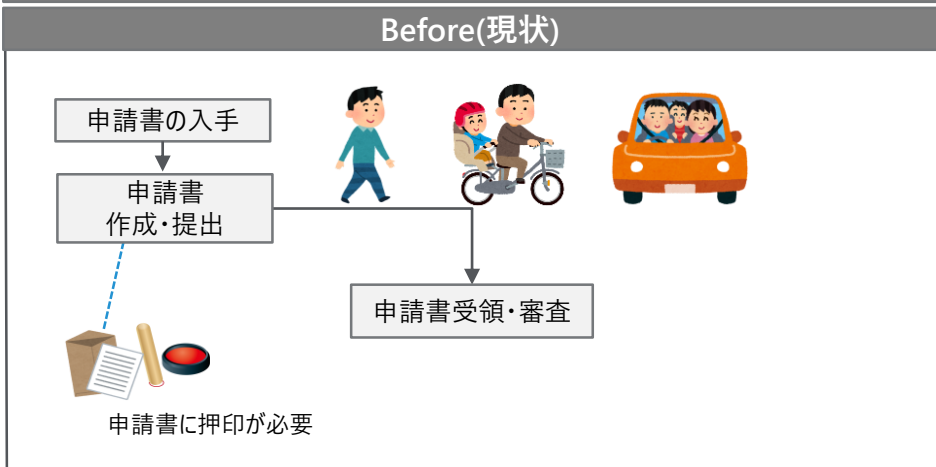 Before(現状)
申請書の入手
申請書
作成・提出
申請書受領・審査
申請書に押印が必要